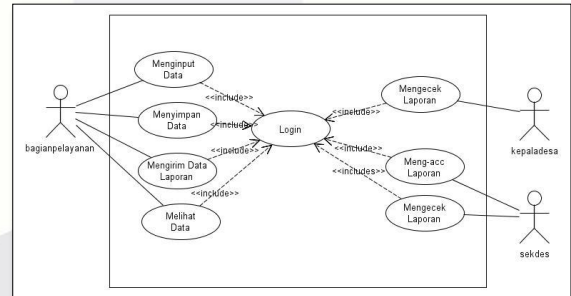 Menginput
Data
<<include>>
Menyimpan
Data
<<include>>
Mengirim Data
Laporan
<<include>>
Melihat
Data
<<include>>
bagianpelayanan
Login
Mengecek
Laporan
<<include>>
Meng-acc
Laporan
<<include>>
Mengecek
Laporan
<<includes>>
kepaladesa
sekdes